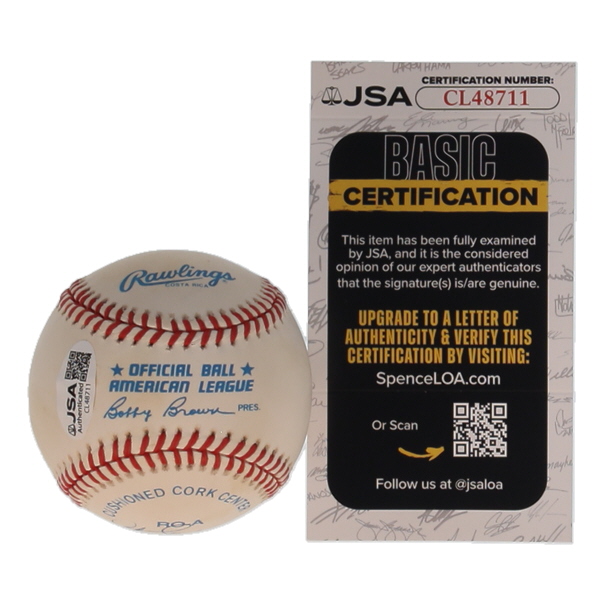 Rawlings
COSTA RICA
★ OFFICIAL BALL ★
AMERICAN LEAGUE
Bobby Brown PRES.
JSA
Authenticated
CL48711
CUSHIONED CORK CENTER
RO-A
JSA
CERTIFICATION NUMBER:
CL48711
BASIC
CERTIFICATION
This item has been fully examined
by JSA, and it is the considered
opinion of our expert authenticators
that the signature(s) is/are genuine.
UPGRADE TO A LETTER OF
AUTHENTICITY & VERIFY THIS
CERTIFICATION BY VISITING:
SpenceLOA.com
Or Scan
Follow us at @jsaloa